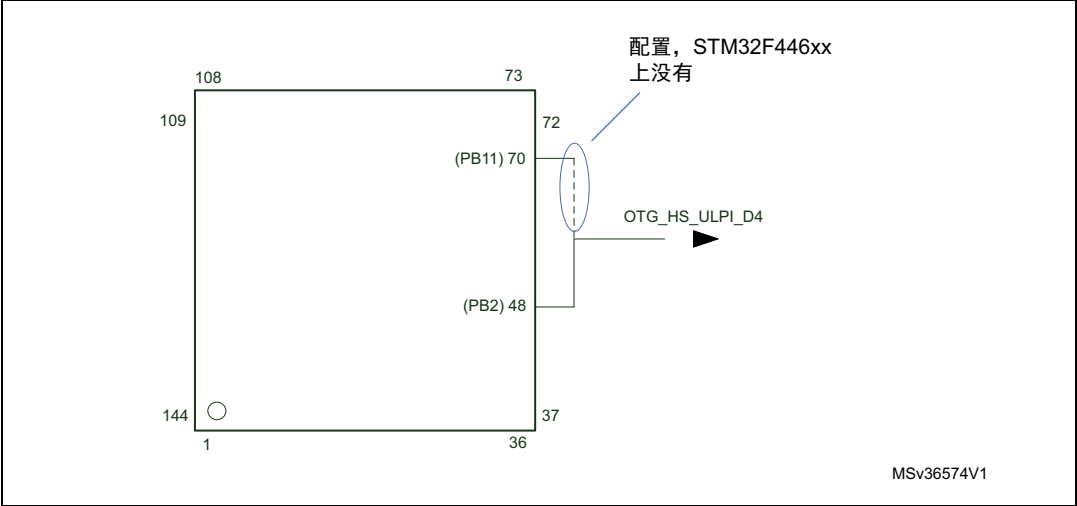 配置，STM32F446xx
上没有
108
73
109
72
(PB11) 70
OTG_HS_ULPI_D4
(PB2) 48
144
37
1
36
MSv36574V1